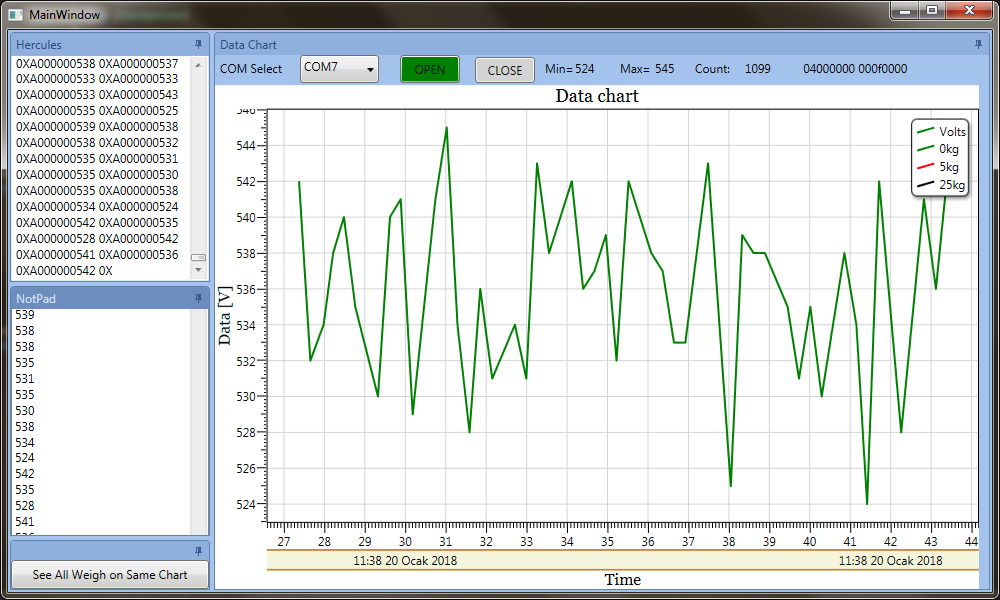 MainWindow
Hercules
0XA000000538 0XA000000537
0XA000000533 0XA000000533
0XA000000533 0XA000000543
0XA000000535 0XA000000525
0XA000000539 0XA000000538
0XA000000538 0XA000000532
0XA000000535 0XA000000531
0XA000000535 0XA000000530
0XA000000535 0XA000000538
0XA000000534 0XA000000524
0XA000000542 0XA000000535
0XA000000528 0XA000000542
0XA000000541 0XA000000536
0XA000000542 0X
NotPad
539
538
538
535
531
535
530
538
534
524
542
535
528
541
See All Weigh on Same Chart
Data Chart
COM Select COM7 OPEN CLOSE Min= 524 Max= 545 Count: 1099 04000000 000f0000
Data chart
Volts
0kg
5kg
25kg
Data [V]
546
544
542
540
538
536
534
532
530
528
526
524
27 28 29 30 31 32 33 34 35 36 37 38 39 40 41 42 43 44
11:38 20 Ocak 2018 11:38 20 Ocak 2018
Time